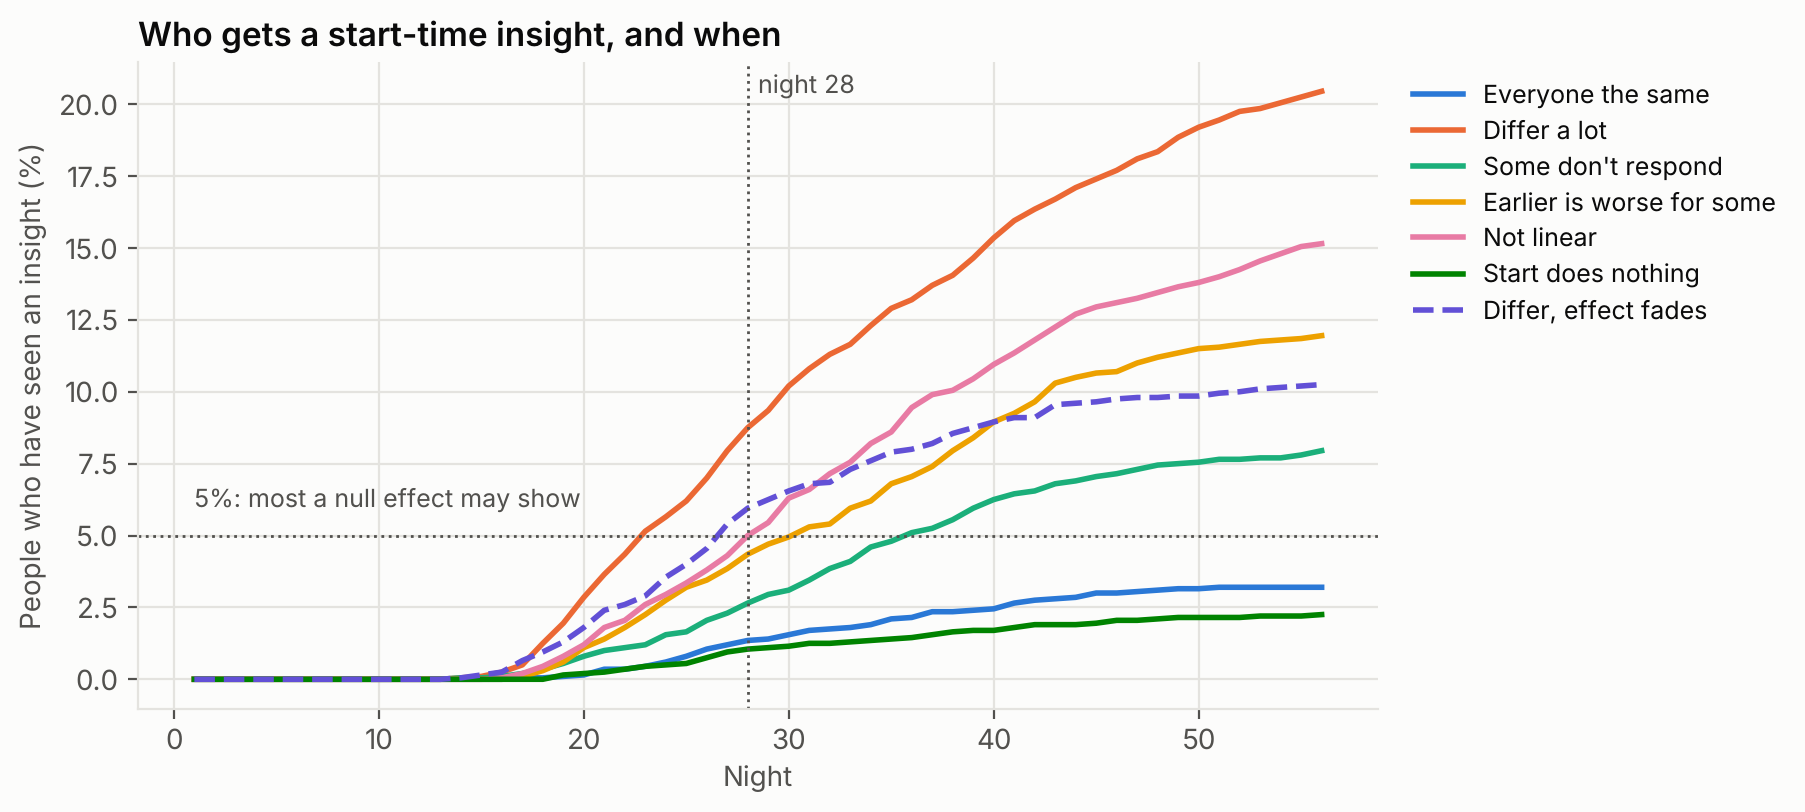 Who gets a start-time insight, and when
night 28
5%: most a null effect may show
People who have seen an insight (%)
20.0
17.5
15.0
12.5
10.0
7.5
5.0
2.5
0.0
0 10 20 30 40 50
Night
Everyone the same
Differ a lot
Some don't respond
Earlier is worse for some
Not linear
Start does nothing
Differ, effect fades